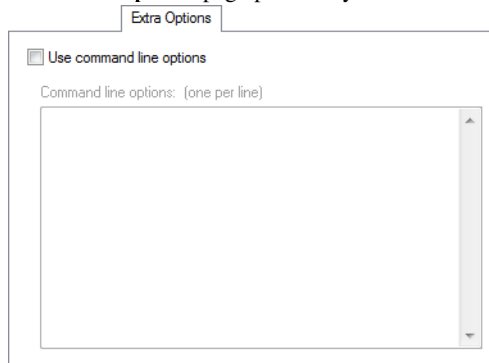 Extra Options
Use command line options
Command line options: (one per line)